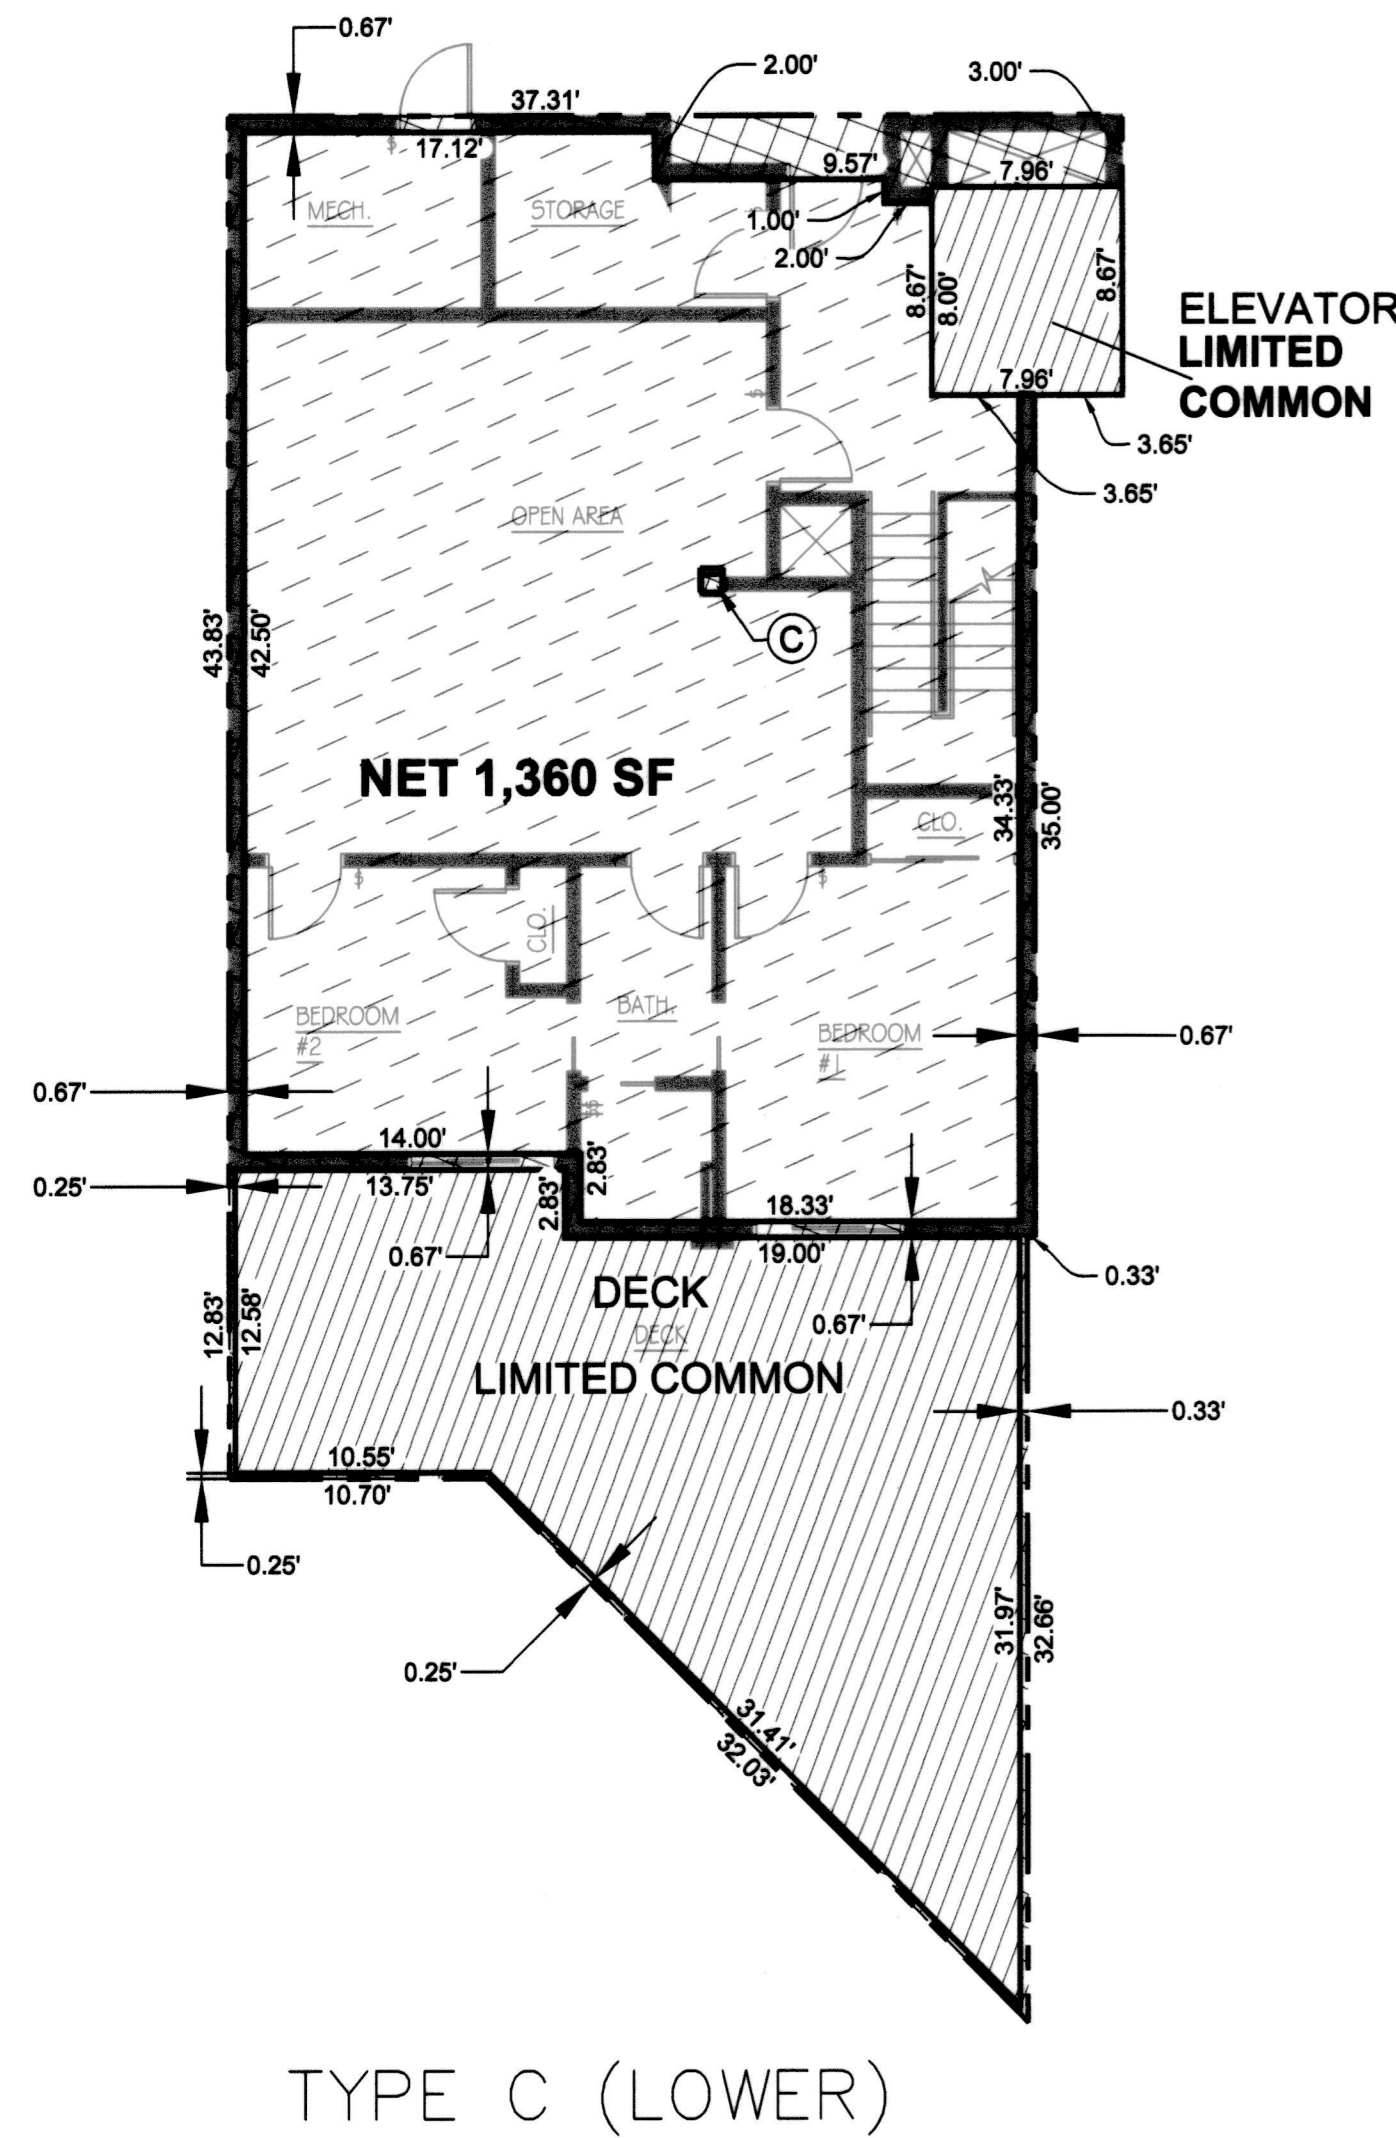 0.67'
2.00'
3.00'
37.31'
17.12'
9.57'
7.96'
MECH.
STORAGE
1.00'
2.00'
8.67'
8.00'
8.67'
ELEVATOR
LIMITED
COMMON
7.96'
3.65'
3.65'
OPEN AREA
C
43.83'
42.50'
NET 1,360 SF
34.33'
35.00'
CLO.
CLO.
BEDROOM
#2
BATH.
BEDROOM
#1
0.67'
0.67'
14.00'
13.75'
2.83'
2.83'
0.25'
18.33'
19.00'
0.67'
0.33'
DECK
DECK
0.67'
12.83'
12.58'
LIMITED COMMON
0.33'
10.55'
10.70'
0.25'
0.25'
31.97'
32.66'
31.41'
32.03'
TYPE C (LOWER)